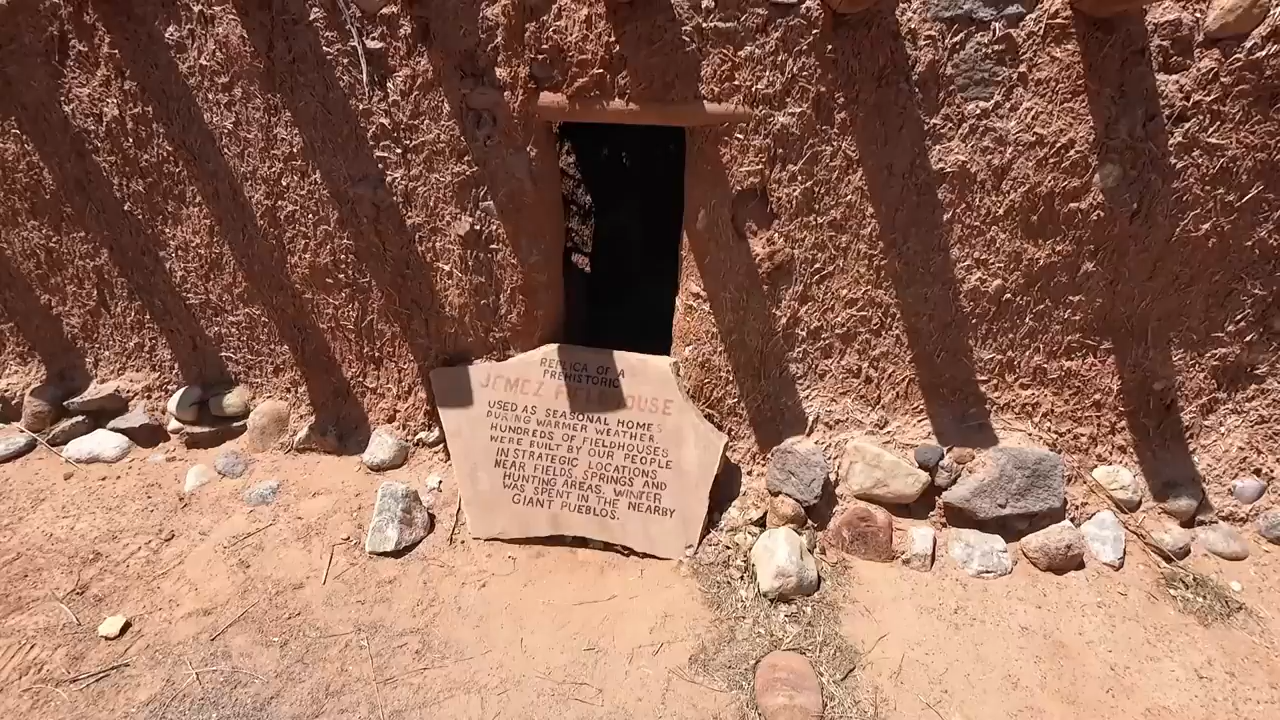 REPLICA OF A
PREHISTORIC
JEMEZ FIELDHOUSE
USED AS SEASONAL HOMES
DURING WARMER WEATHER.
HUNDREDS OF FIELDHOUSES
WERE BUILT BY OUR PEOPLE
IN STRATEGIC LOCATIONS
NEAR FIELDS SPRINGS AND
HUNTING AREAS. WINTER
WAS SPENT IN THE NEARBY
GIANT PUEBLOS.